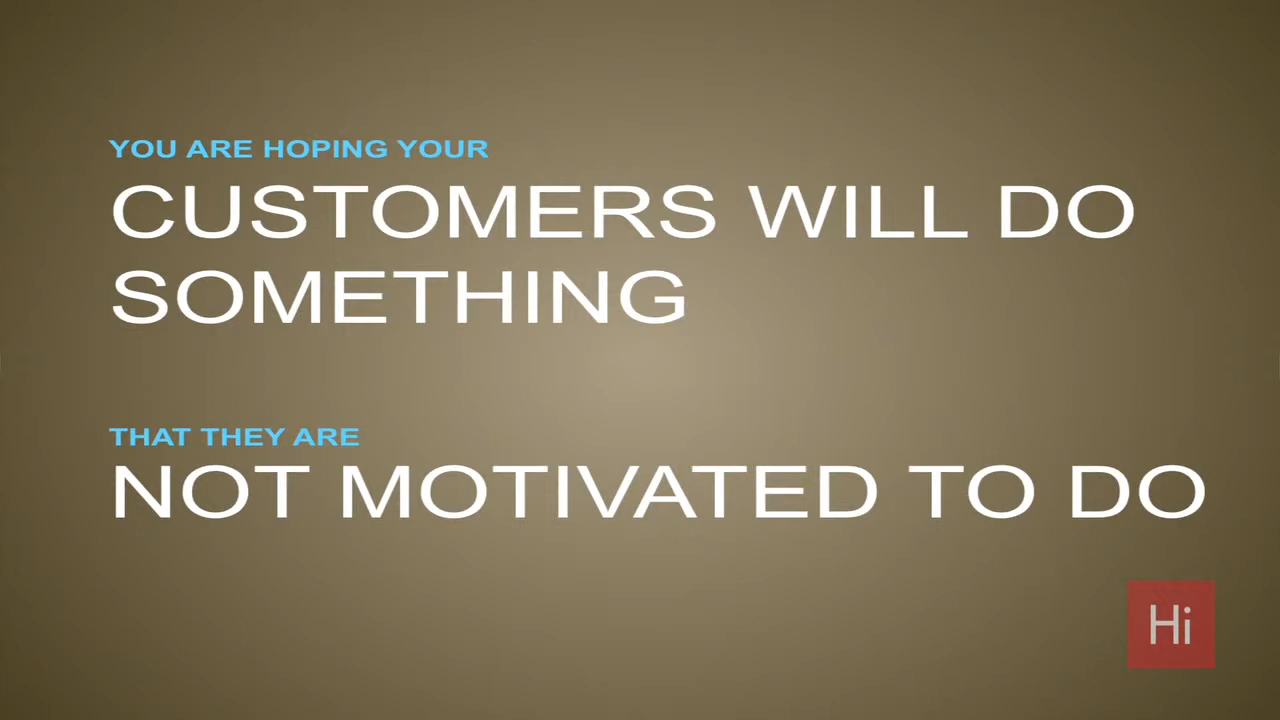 YOU ARE HOPING YOUR
CUSTOMERS WILL DO
SOMETHING
THAT THEY ARE
NOT MOTIVATED TO DO
Hi